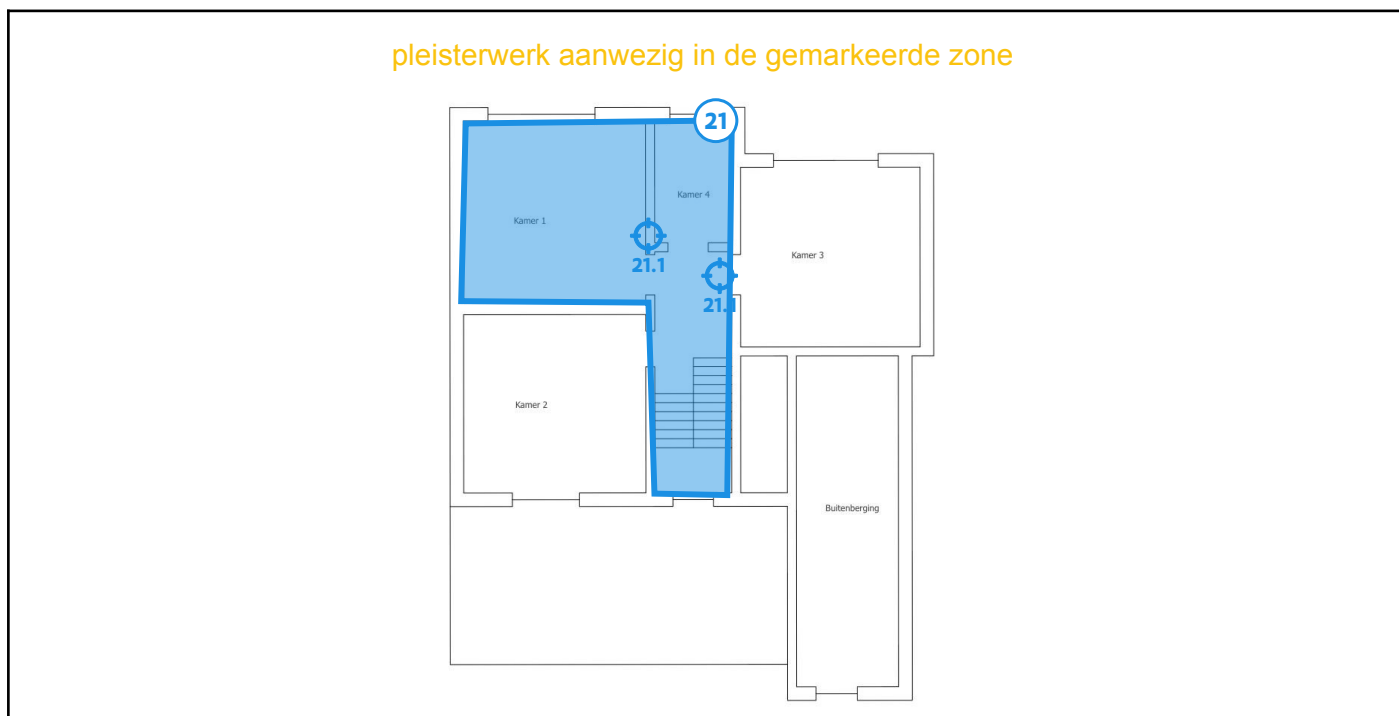 pleisterwerk aanwezig in de gemarkeerde zone
21
Kamer 4
Kamer 1
21.1
Kamer 3
21.1
Kamer 2
Buitenberging